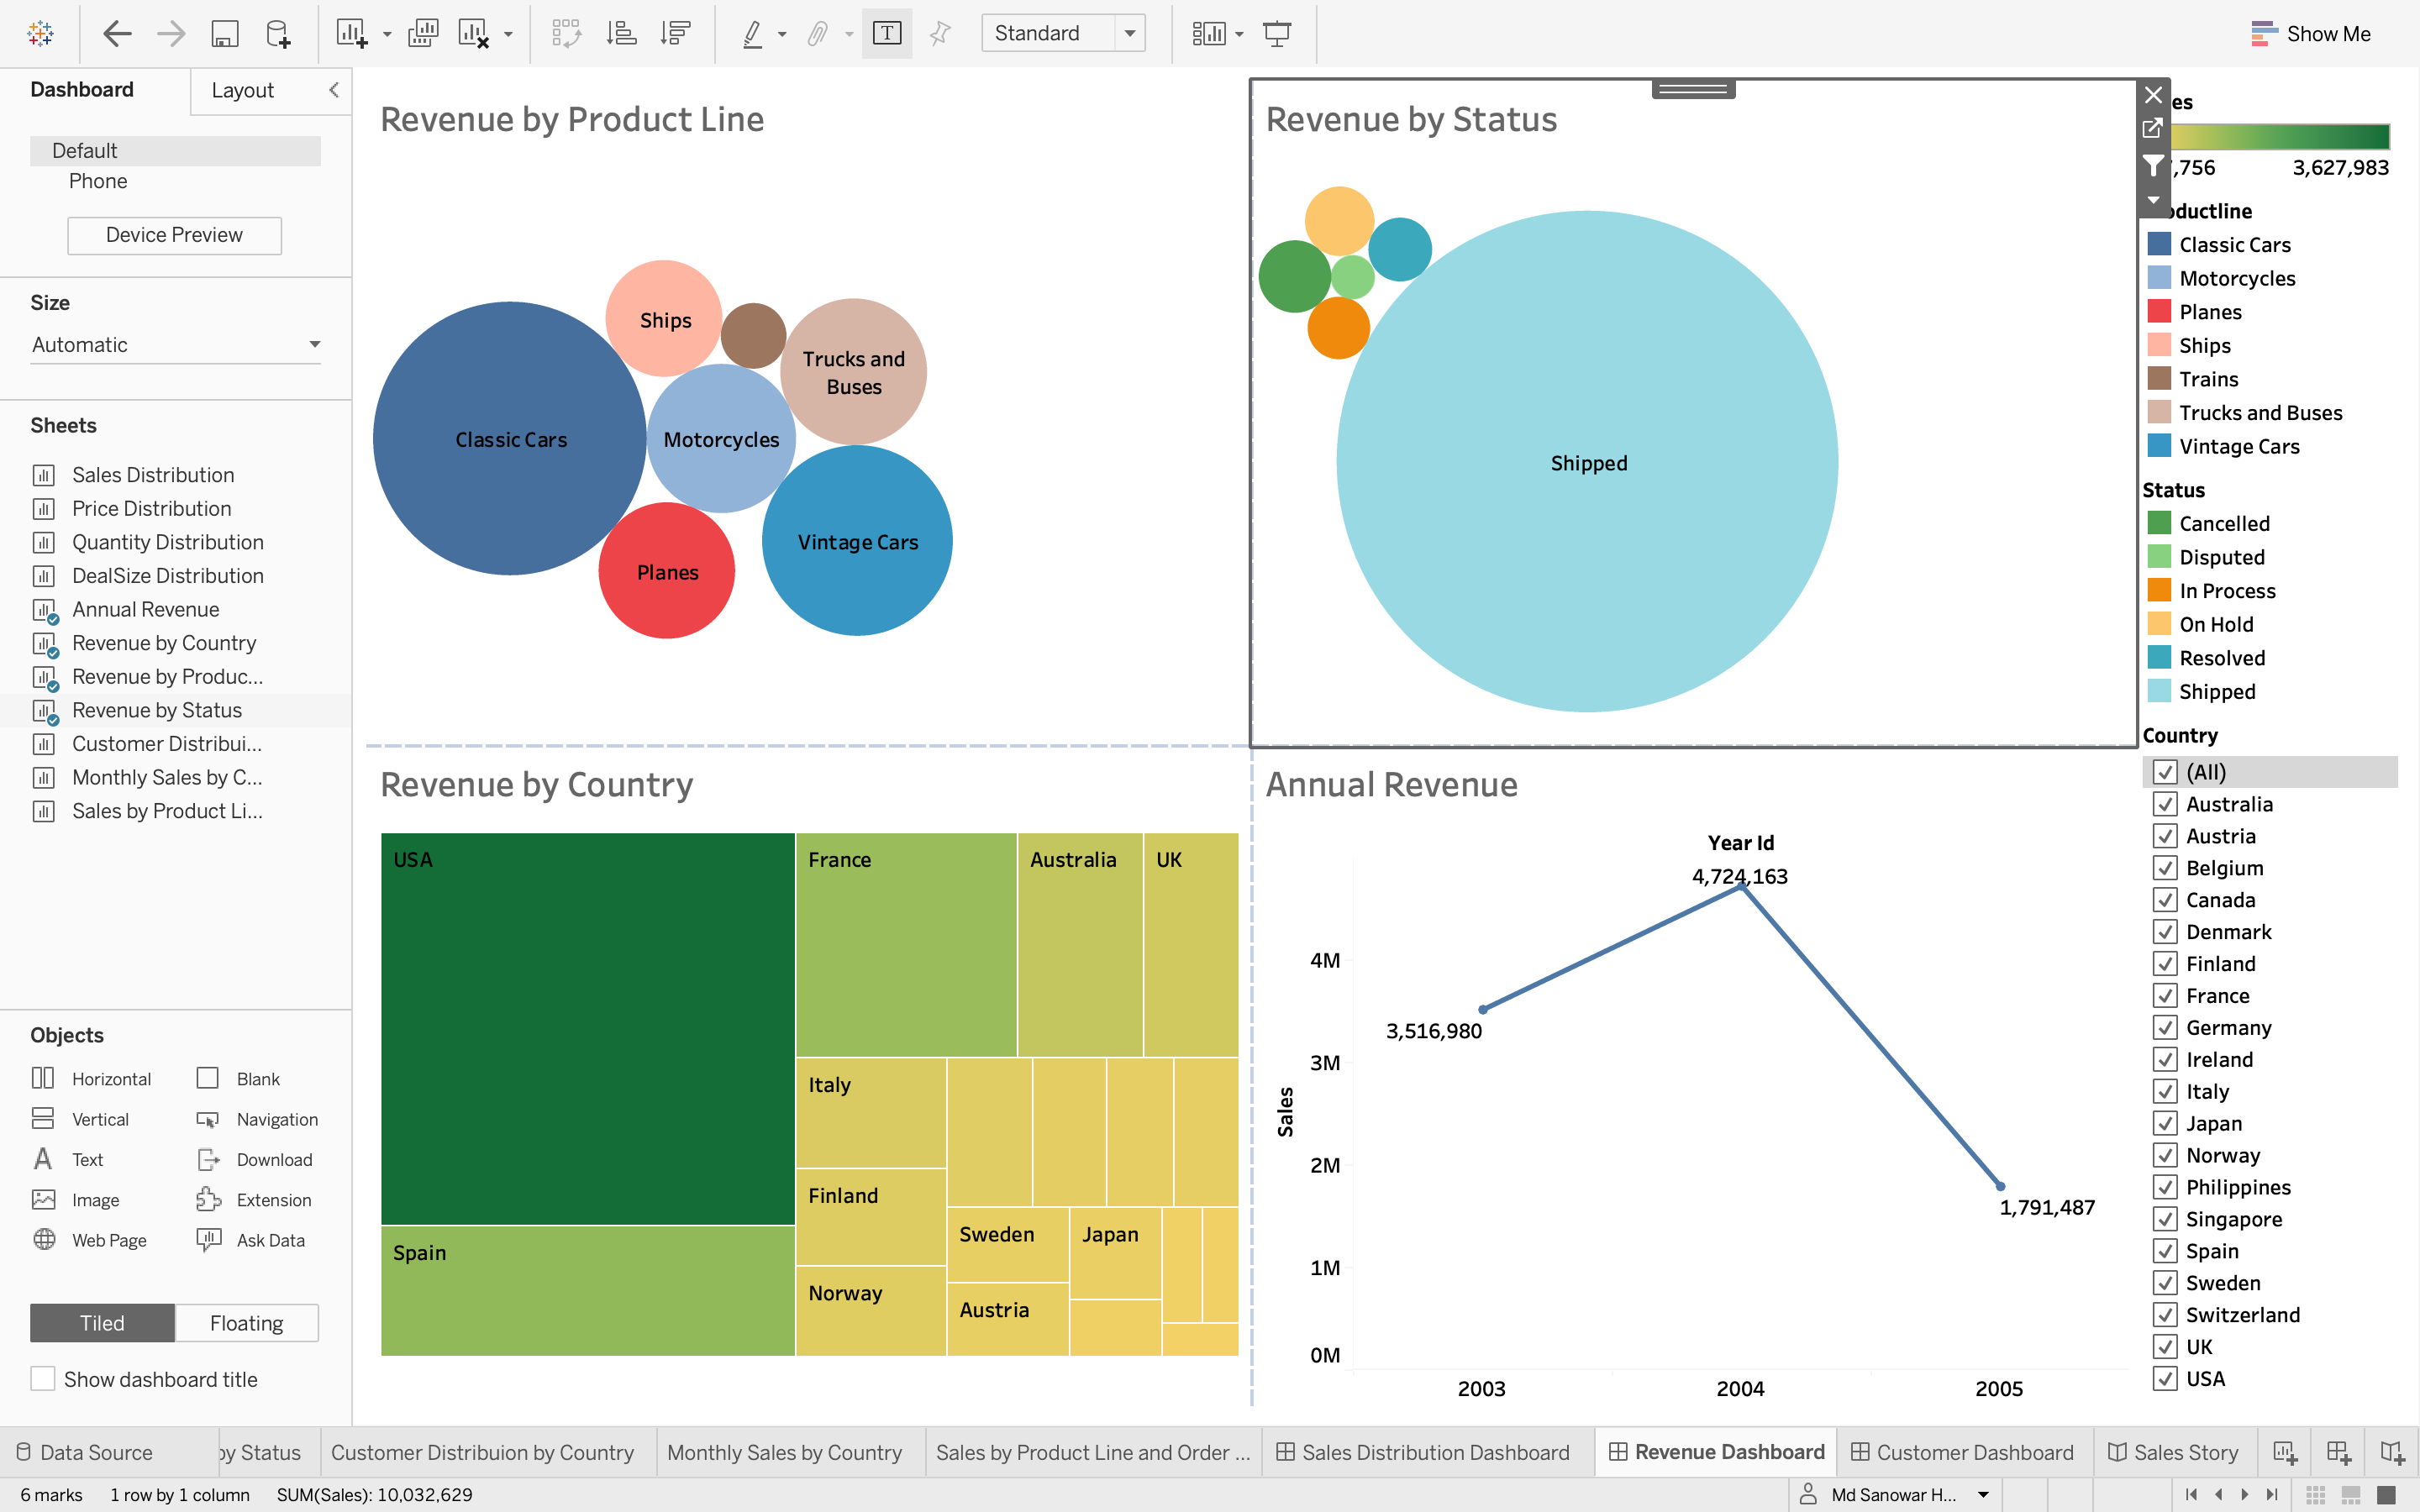 Standard
Show Me
Dashboard
Layout
Default
Phone
Device Preview
Size
Automatic
Sheets
Sales Distribution
Price Distribution
Quantity Distribution
DealSize Distribution
Annual Revenue
Revenue by Country
Revenue by Produc...
Revenue by Status
Customer Distribui...
Monthly Sales by C...
Sales by Product Li...
Objects
Horizontal
Blank
Vertical
Navigation
Text
Download
Image
Extension
Web Page
Ask Data
Tiled
Floating
Show dashboard title
Revenue by Product Line
Ships
Trucks and
Buses
Classic Cars
Motorcycles
Vintage Cars
Planes
Revenue by Status
Shipped
Revenue by Country
USA
France
Australia
UK
Italy
Finland
Spain
Sweden
Japan
Norway
Austria
Annual Revenue
Year Id
4,724,163
4M
3,516,980
3M
Sales
2M
1,791,487
1M
0M
2003
2004
2005
es
,756
3,627,983
oductline
Classic Cars
Motorcycles
Planes
Ships
Trains
Trucks and Buses
Vintage Cars
Status
Cancelled
Disputed
In Process
On Hold
Resolved
Shipped
Country
(All)
Australia
Austria
Belgium
Canada
Denmark
Finland
France
Germany
Ireland
Italy
Japan
Norway
Philippines
Singapore
Spain
Sweden
Switzerland
UK
USA
Data Source
by Status
Customer Distribuion by Country
Monthly Sales by Country
Sales by Product Line and Order ...
Sales Distribution Dashboard
Revenue Dashboard
Customer Dashboard
Sales Story
6 marks
1 row by 1 column
SUM(Sales): 10,032,629
Md Sanowar H...